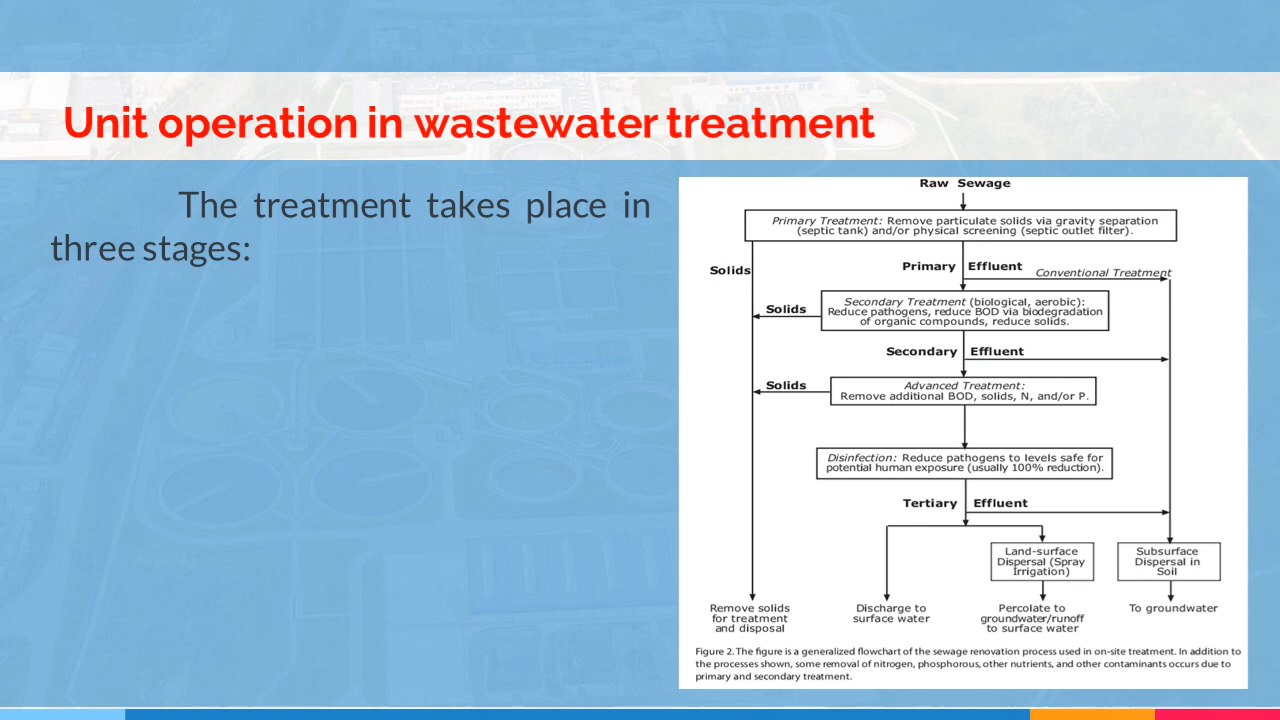 Unit operation in wastewater treatment
The treatment takes place in
three stages:
Raw Sewage
Primary Treatment: Remove particulate solids via gravity separation
(septic tank) and/or physical screening (septic outlet filter).
Solids
Primary Effluent
Conventional Treatment
Secondary Treatment (biological, aerobic):
Reduce pathogens, reduce BOD via biodegradation
of organic compounds, reduce solids.
Solids
Secondary Effluent
Advanced Treatment:
Remove additional BOD, solids, N, and/or P.
Solids
Disinfection: Reduce pathogens to levels safe for
potential human exposure (usually 100% reduction).
Tertiary Effluent
Land-surface
Dispersal (Spray
Irrigation)
Subsurface
Dispersal in
Soil
Remove solids
for treatment
and disposal
Discharge to
surface water
Percolate to
groundwater/runoff
to surface water
To groundwater
Figure 2. The figure is a generalized flowchart of the sewage renovation process used in on-site treatment. In addition to
the processes shown, some removal of nitrogen, phosphorous, other nutrients, and other contaminants occurs due to
primary and secondary treatment.